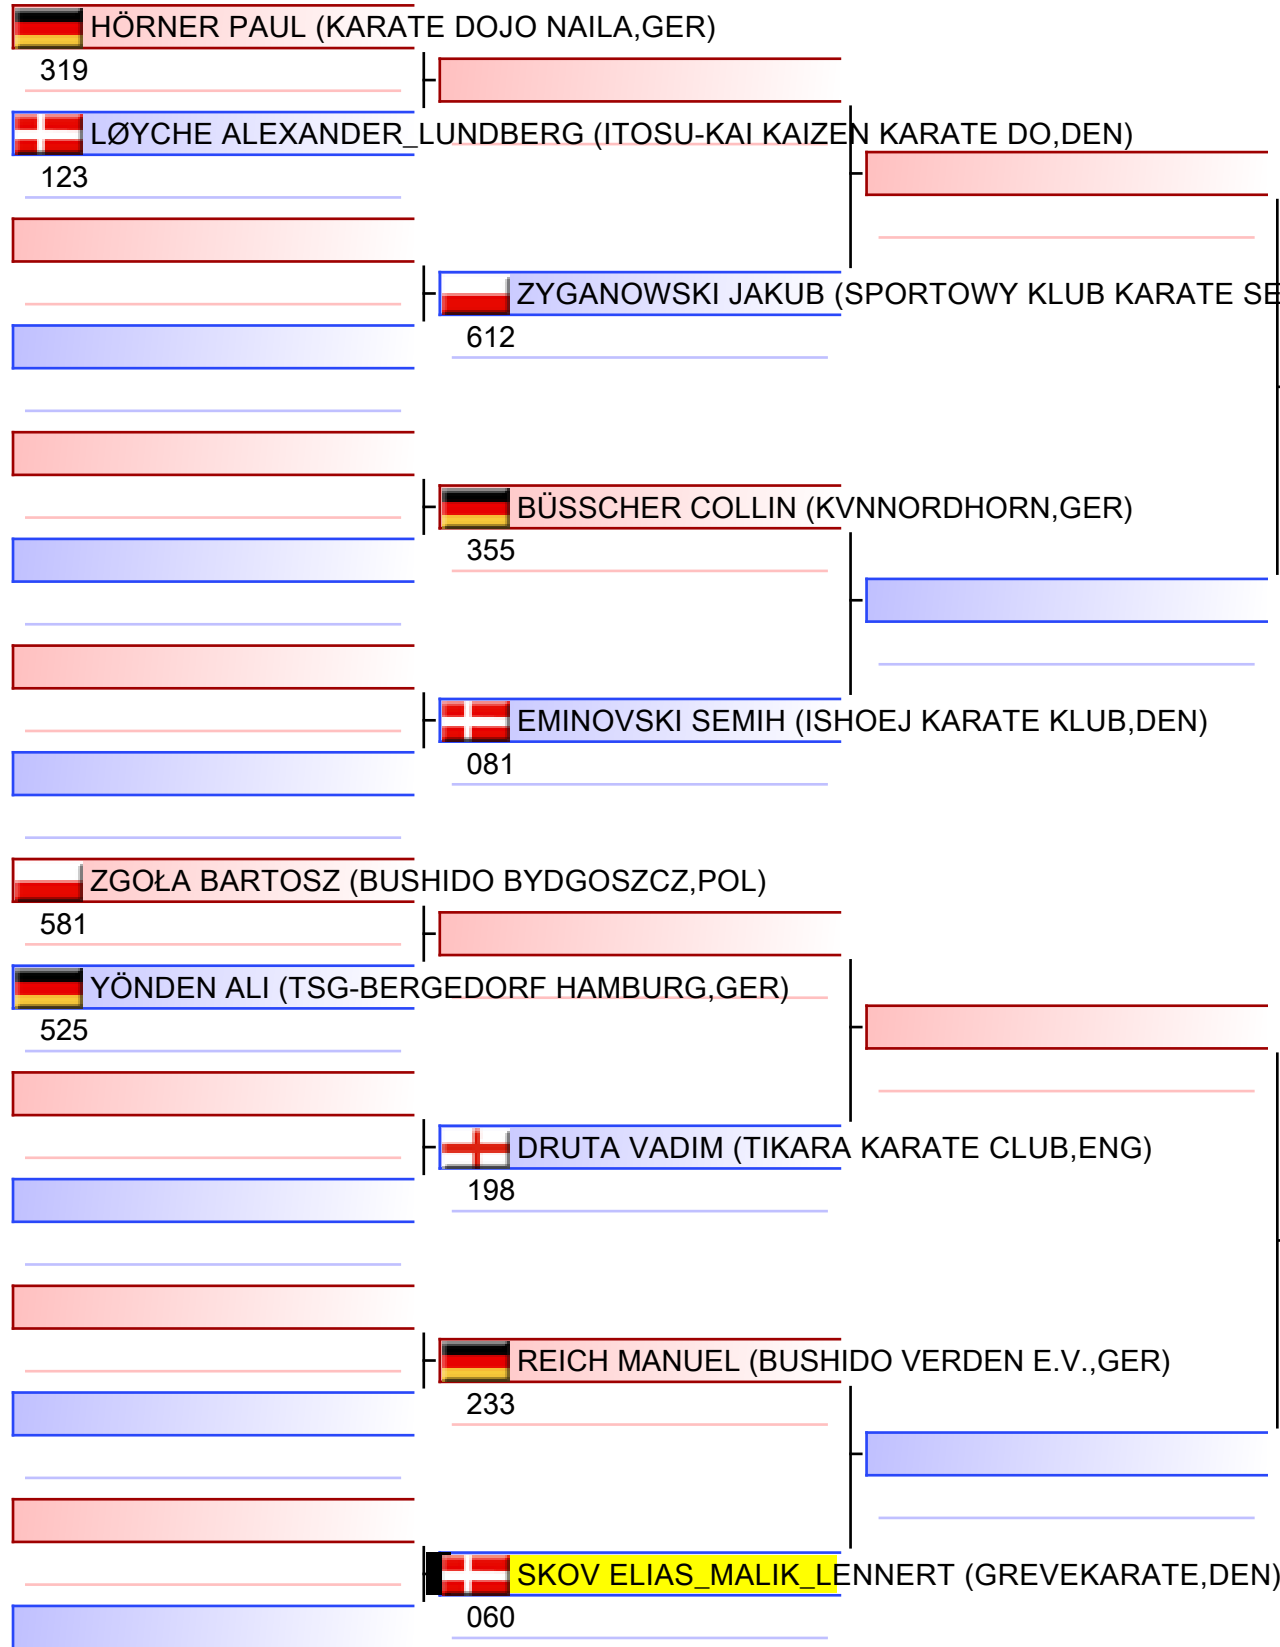 HÖRNER PAUL (KARATE DOJO NAILA,GER)
319
LØYCHE ALEXANDER_LUNDBERG (ITOSU-KAI KAIZEN KARATE DO,DEN)
123
ZYGANOWSKI JAKUB (SPORTOWY KLUB KARATE SE
612
BÜSSCHER COLLIN (KVNNORDHORN,GER)
355
EMINOVSKI SEMIH (ISHOEJ KARATE KLUB,DEN)
081
ZGOŁA BARTOSZ (BUSHIDO BYDGOSZCZ,POL)
581
YÖNDEN ALI (TSG-BERGEDORF HAMBURG,GER)
525
DRUTA VADIM (TIKARA KARATE CLUB,ENG)
198
REICH MANUEL (BUSHIDO VERDEN E.V.,GER)
233
SKOV ELIAS_MALIK_LENNERT (GREVEKARATE,DEN)
060